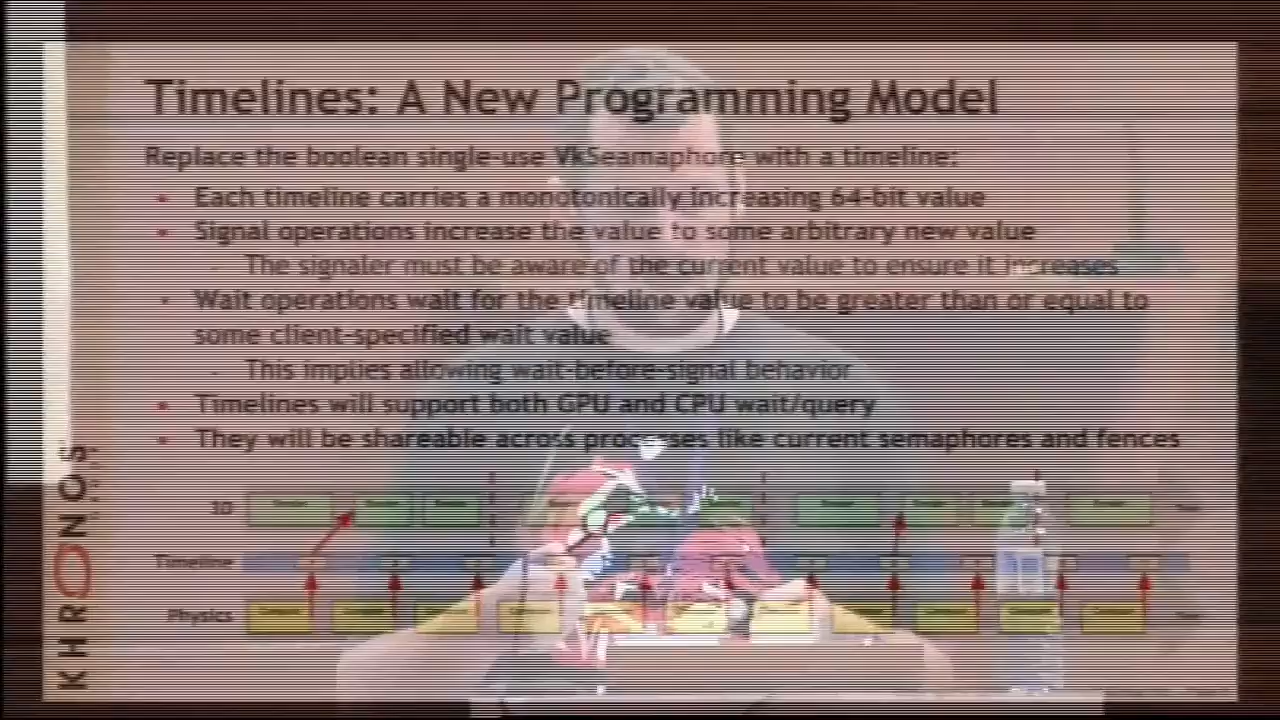 Timelines: A New Programming Model
Replace the boolean single-use VkSeamaphore with a timeline:
Each timeline carries a monotonically increasing 64-bit value
Signal operations increase the value to some arbitrary new value
The signaler must be aware of the current value to ensure it increases
Wait operations wait for the timeline value to be greater than or equal to
some client-specified wait value
This implies allowing wait-before-signal behavior
Timelines will support both GPU and CPU wait/query
They will be shareable across processes like current semaphores and fences
3D
Timeline
Physics
KHRONOS